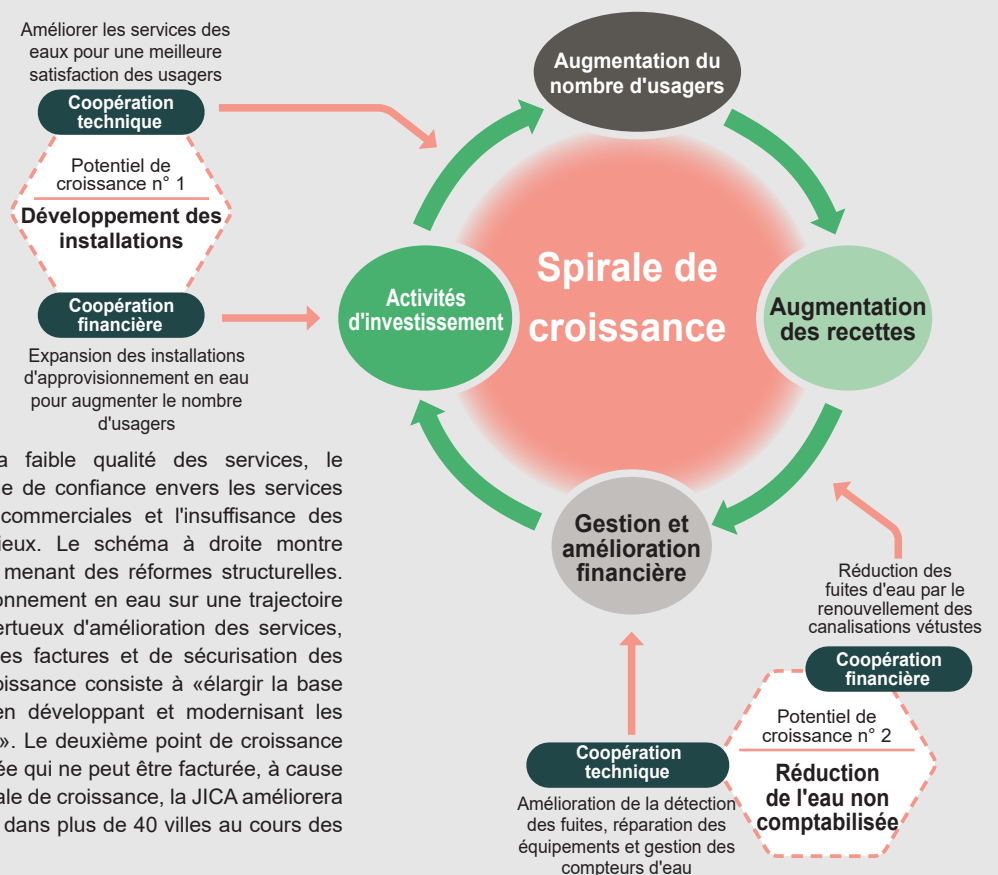 Améliorer les services des
eaux pour une meilleure
satisfaction des usagers
Coopération
technique
Potentiel de
croissance n° 1
Développement des
installations
Coopération
financière
Expansion des installations
d'approvisionnement en eau
pour augmenter le nombre
d'usagers
Augmentation du
nombre d'usagers
Spirale de
croissance
Activités
d'investissement
Augmentation
des recettes
Gestion et
amélioration
financière
Réduction des
fuites d'eau par le
renouvellement des
canalisations vétustes
Coopération
financière
Potentiel de
croissance n° 2
Réduction
de l'eau non
comptabilisée
Coopération
technique
Amélioration de la détection
des fuites, réparation des
équipements et gestion des
compteurs d'eau
faible qualité des services, le
de confiance envers les services
commerciales et l'insuffisance des
Le schéma à droite montre
menant des réformes structurelles.
en eau sur une trajectoire
d'amélioration des services,
factures et de sécurisation des
consiste à «élargir la base
en développant et modernisant les
». Le deuxième point de croissance
qui ne peut être facturée, à cause
de croissance, la JICA améliorera
dans plus de 40 villes au cours des